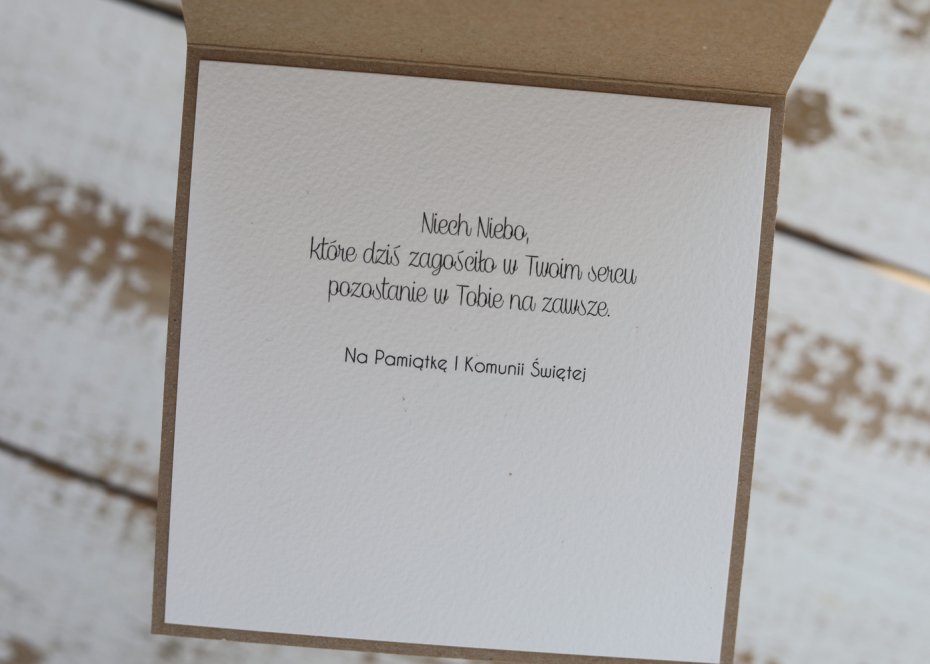 Niech Niebo,
które dziś zagościło w Twoim sercu
pozostanie w Tobie na zawsze.
Na Pamiątkę I Komunii Świętej